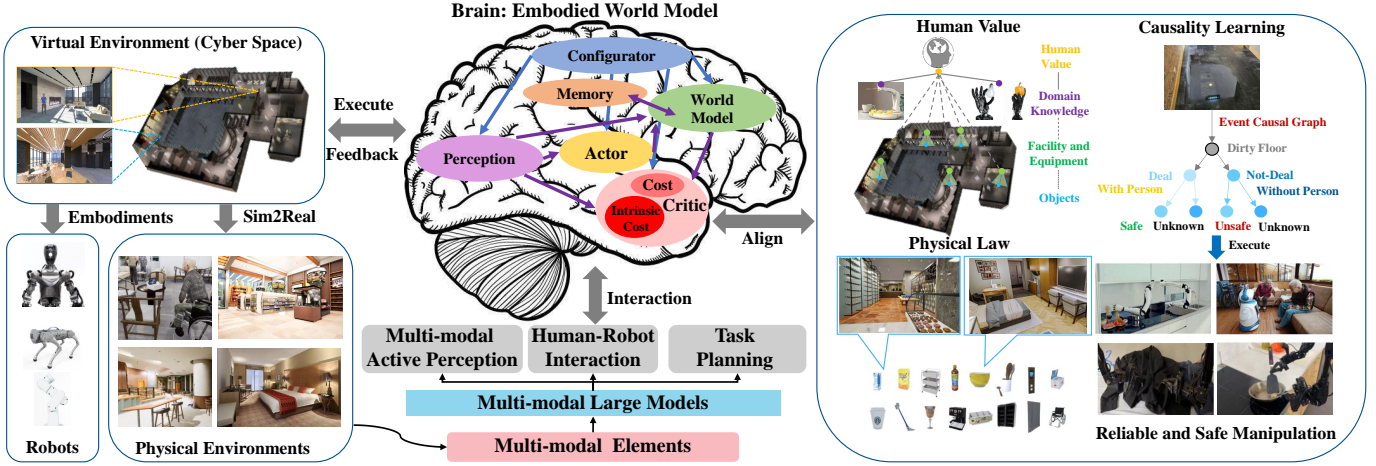 Brain: Embodied World Model
Virtual Environment (Cyber Space)
Execute
Feedback
Embodiments
Sim2Real
Robots
Physical Environments
Configurator
Memory
World
Model
Perception
Actor
Cost
Critic
Intrinsic
Cost
Interaction
Align
Multi-modal
Active Perception
Human-Robot
Interaction
Task
Planning
Multi-modal Large Models
Multi-modal Elements
Human Value
Human
Value
Domain
Knowledge
Facility and
Equipment
Objects
Physical Law
Causality Learning
Event Causal Graph
Dirty Floor
Deal
Not-Deal
With Person
Without Person
Safe
Unknown
Unsafe
Unknown
Execute
Reliable and Safe Manipulation